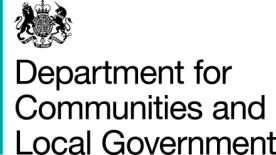 Department for
Communities and
Local Government